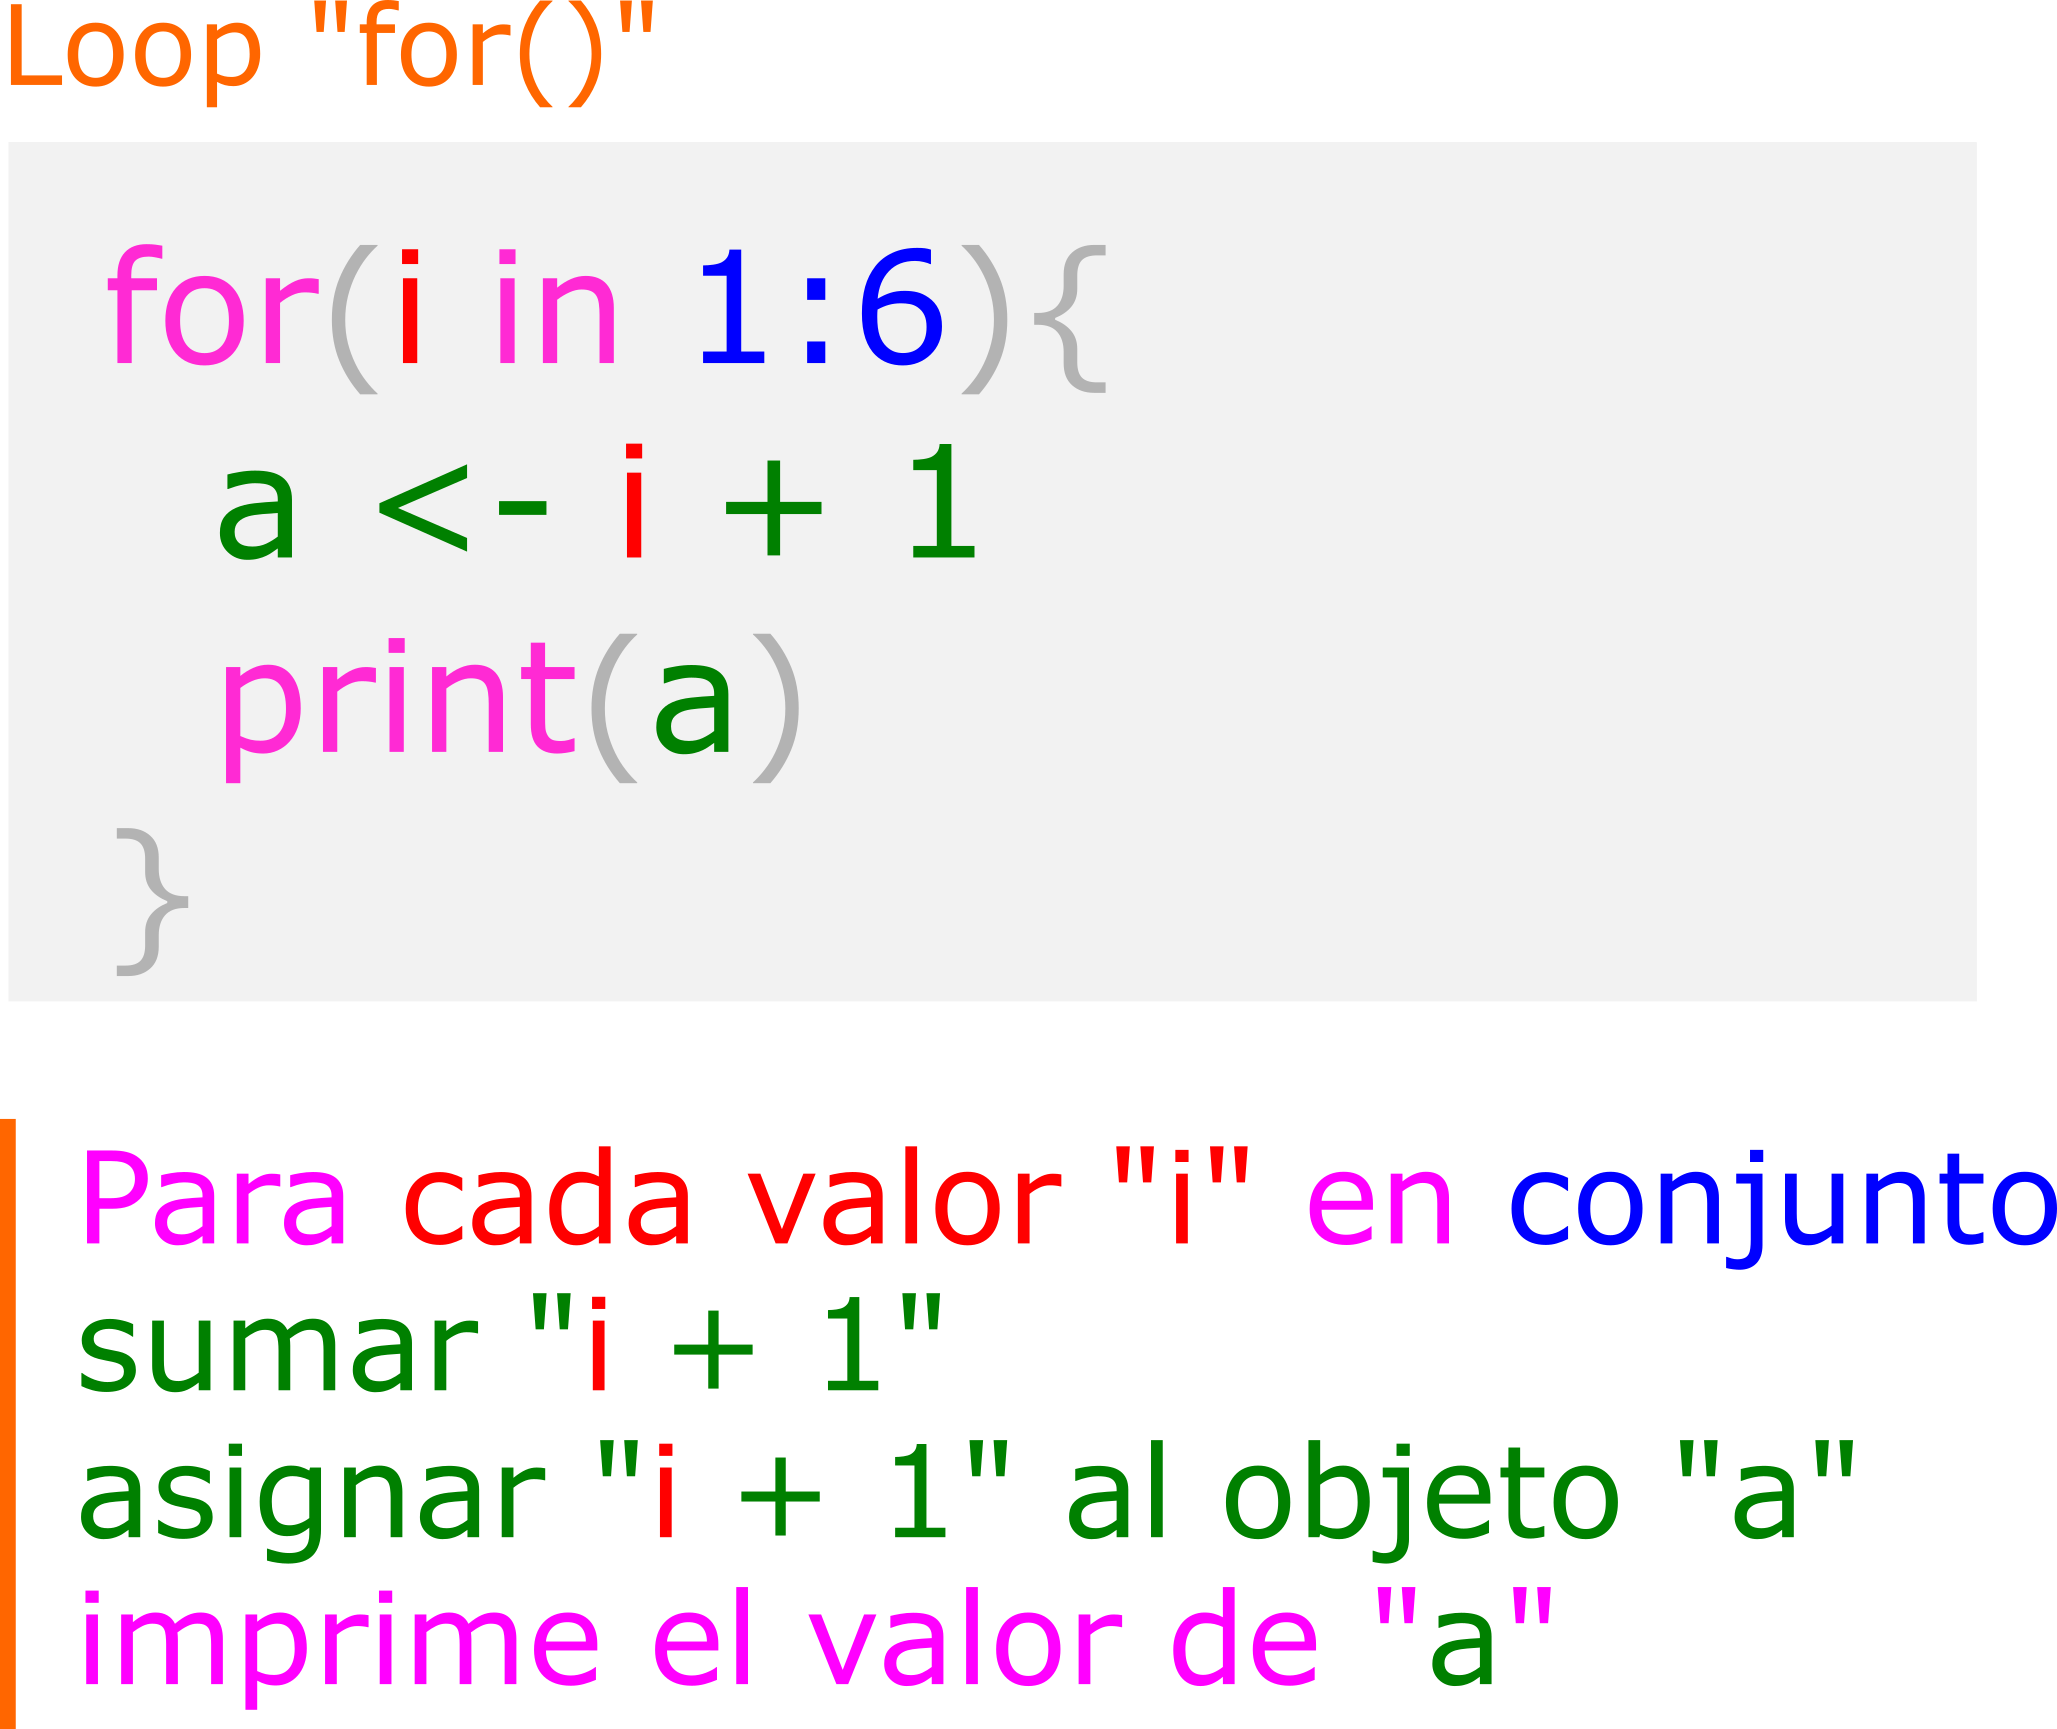 Loop "for()"
for(i in 1:6){
a <- i + 1
print(a)
}
Para cada valor "i" en conjunto
sumar "i + 1"
asignar "i + 1" al objeto "a"
imprime el valor de "a"